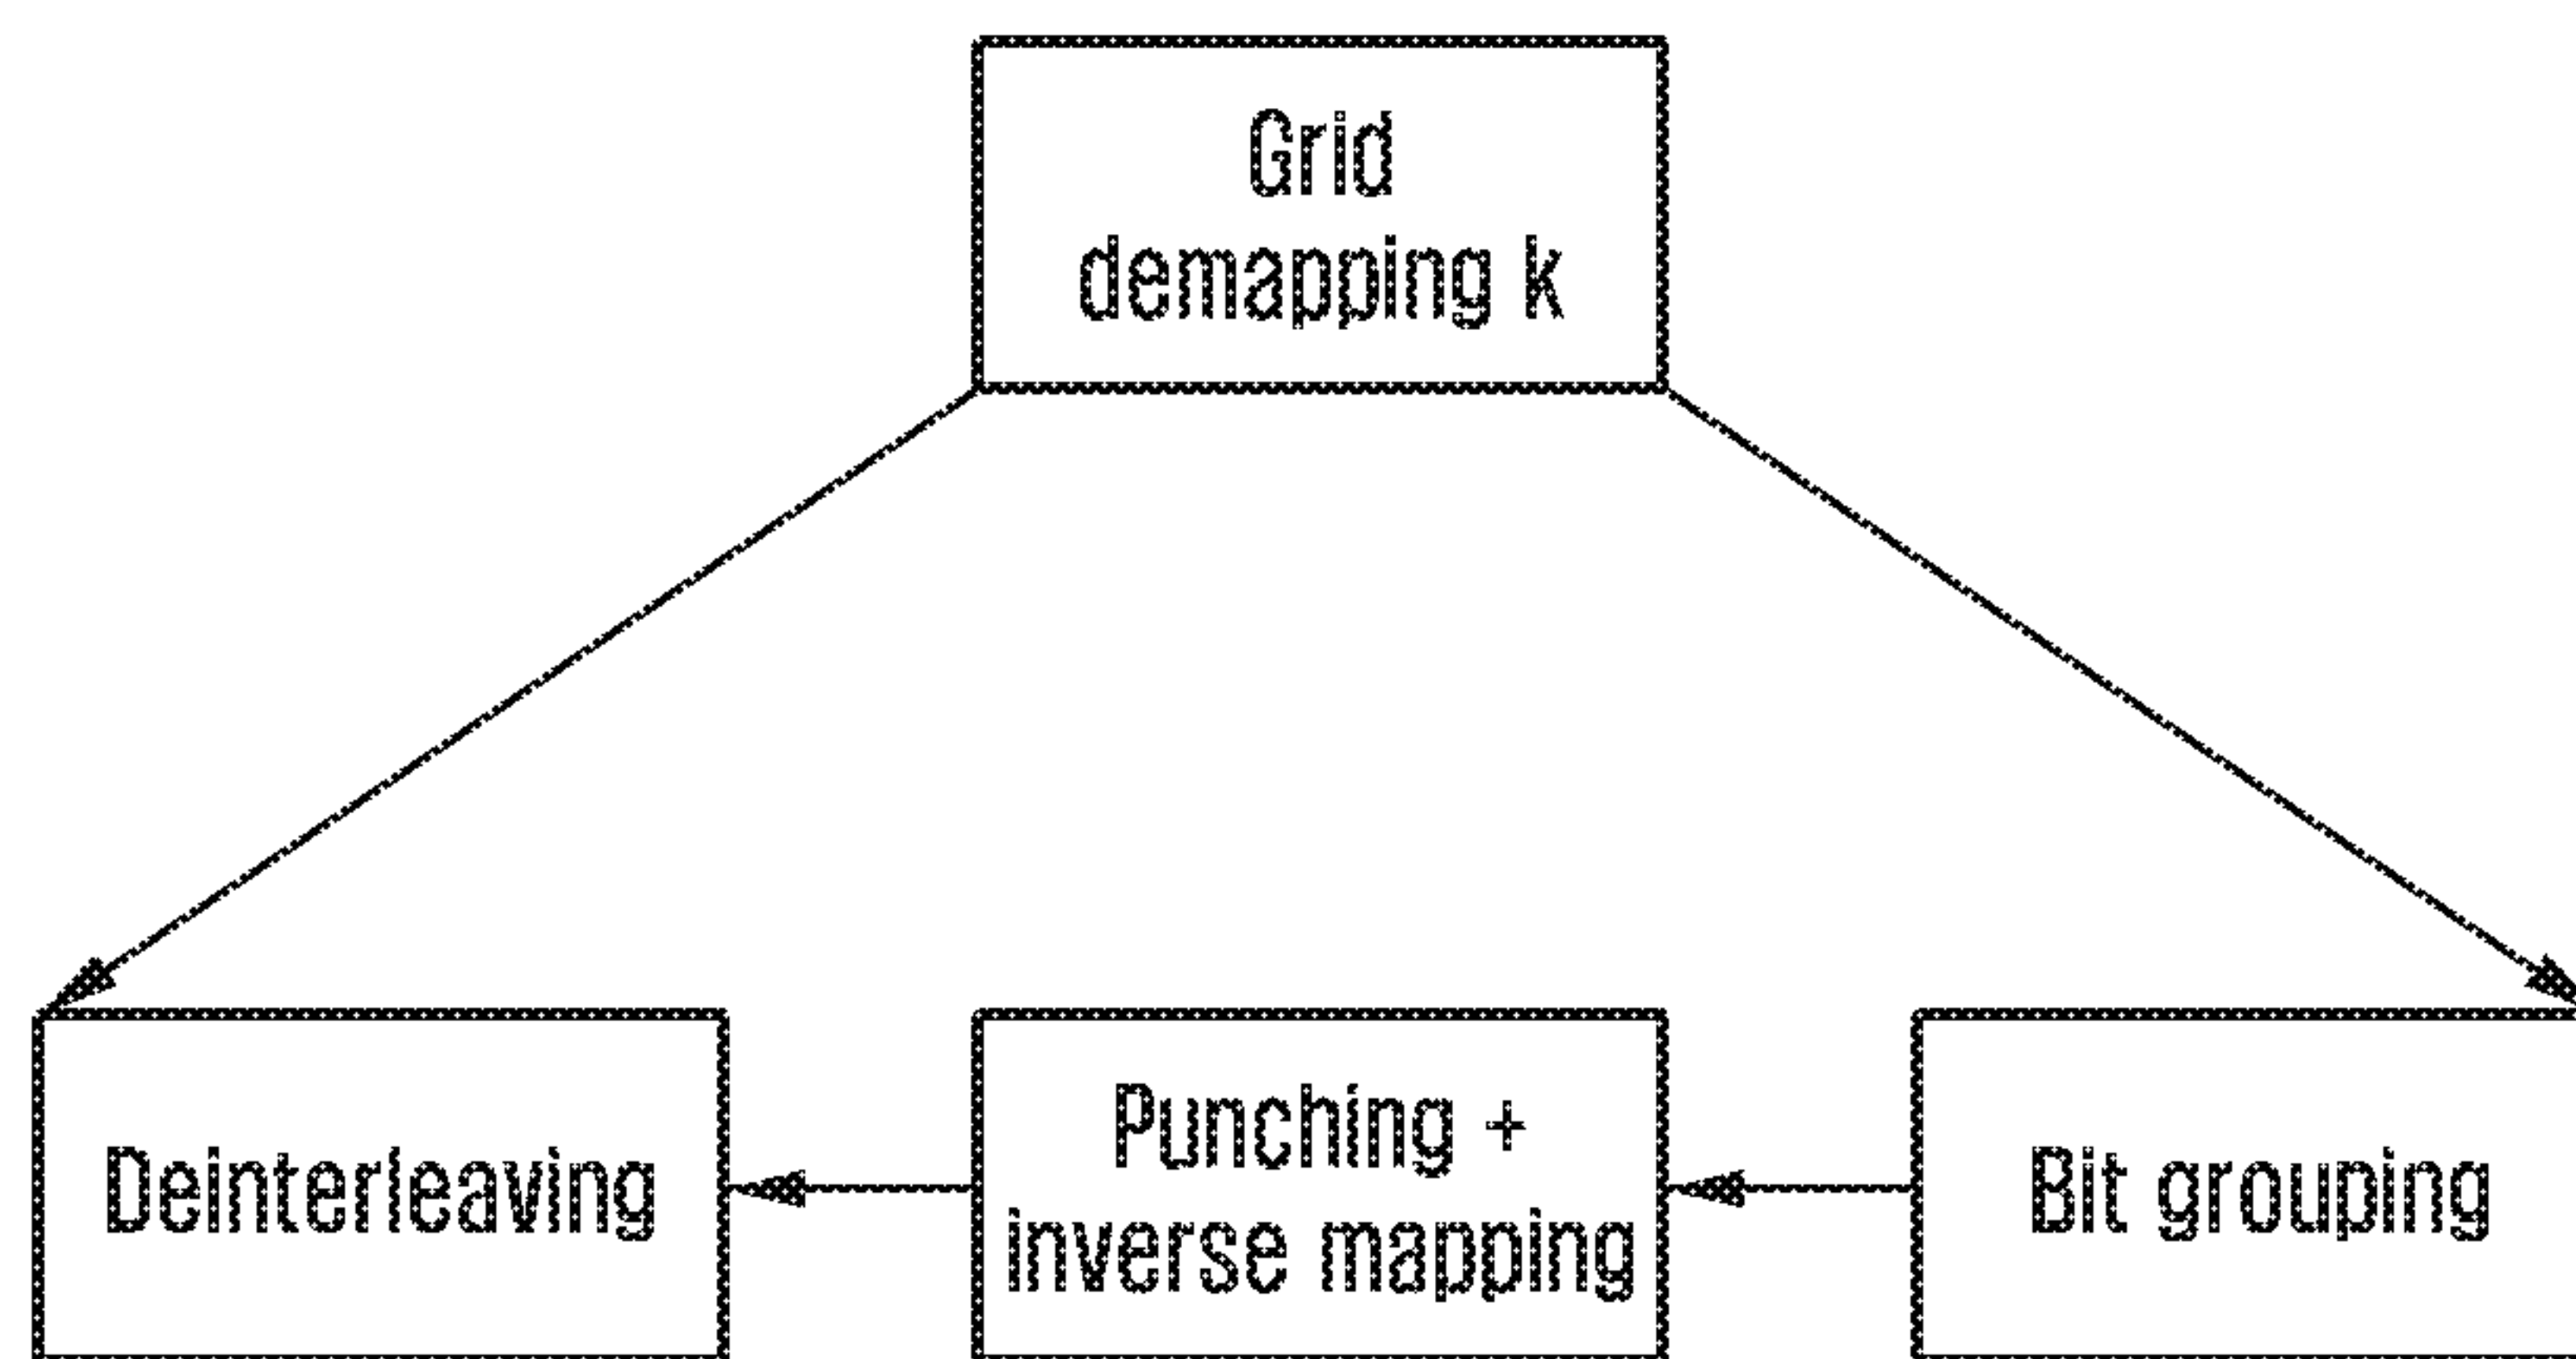 Grid
demapping k
Deinterleaving
Punching +
inverse mapping
Bit grouping